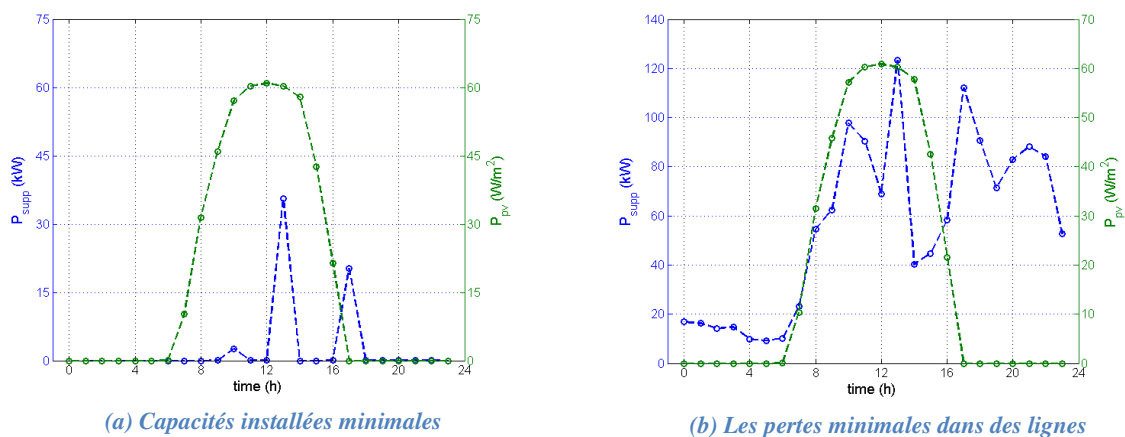 75
60
45
30
15
0
P_supp (kW)
75
60
45
30
15
0
P_pv (W/m²)
0 4 8 12 16 20 24
time (h)
(a) Capacités installées minimales
140
120
100
80
60
40
20
0
P_supp (kW)
70
60
50
40
30
20
10
0
P_pv (W/m²)
0 4 8 12 16 20 24
time (h)
(b) Les pertes minimales dans des lignes